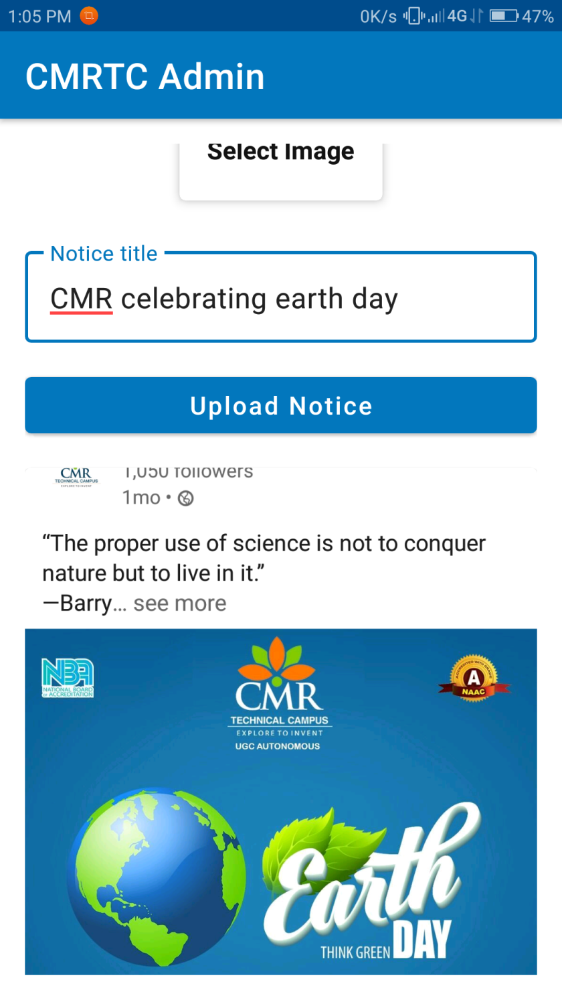 1:05 PM 0K/s 4G 47%
CMRTC Admin
Select Image
Notice title
CMR celebrating earth day
Upload Notice
CMR
TECHNICAL CAMPUS
EXPLORE TO INVENT
1,050 followers
1mo •
“The proper use of science is not to conquer
nature but to live in it.”
—Barry... see more
NBA
NATIONAL BOARD
OF ACCREDITATION
CMR
TECHNICAL CAMPUS
EXPLORE TO INVENT
UGC AUTONOMOUS
ACCREDITED WITH GRADE
A
NAAC
Earth
THINK GREEN DAY